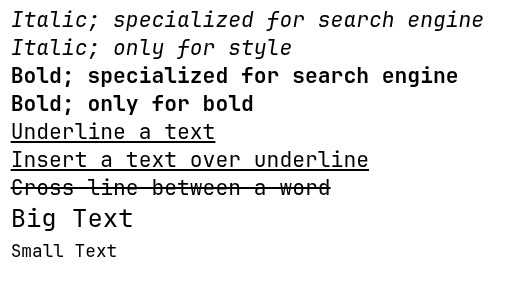 Italic; specialized for search engine
Italic; only for style
Bold; specialized for search engine
Bold; only for bold
Underline a text
Insert a text over underline
Cross line between a word
Big Text
Small Text